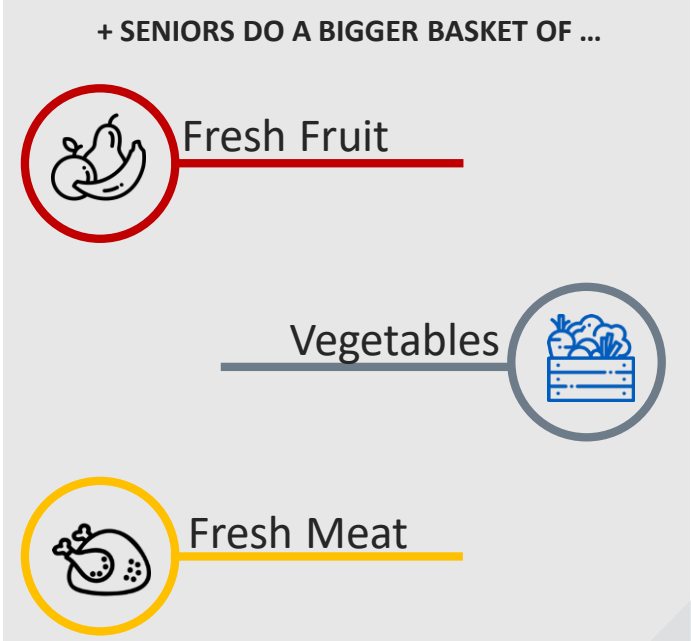 + SENIORS DO A BIGGER BASKET OF …
Fresh Fruit
Vegetables
Fresh Meat